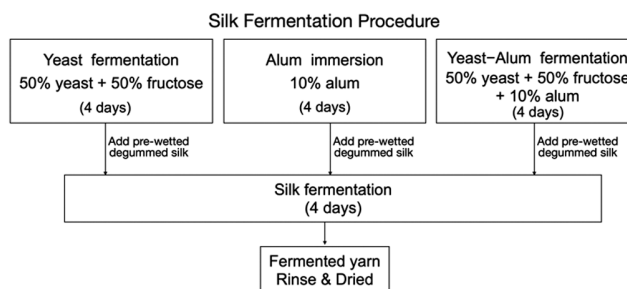 Silk Fermentation Procedure
Yeast fermentation
50% yeast + 50% fructose
(4 days)
Alum immersion
10% alum
(4 days)
Yeast−Alum fermentation
50% yeast + 50% fructose
+ 10% alum
(4 days)
Add pre-wetted
degummed silk
Add pre-wetted
degummed silk
Add pre-wetted
degummed silk
Silk fermentation
(4 days)
Fermented yarn
Rinse & Dried